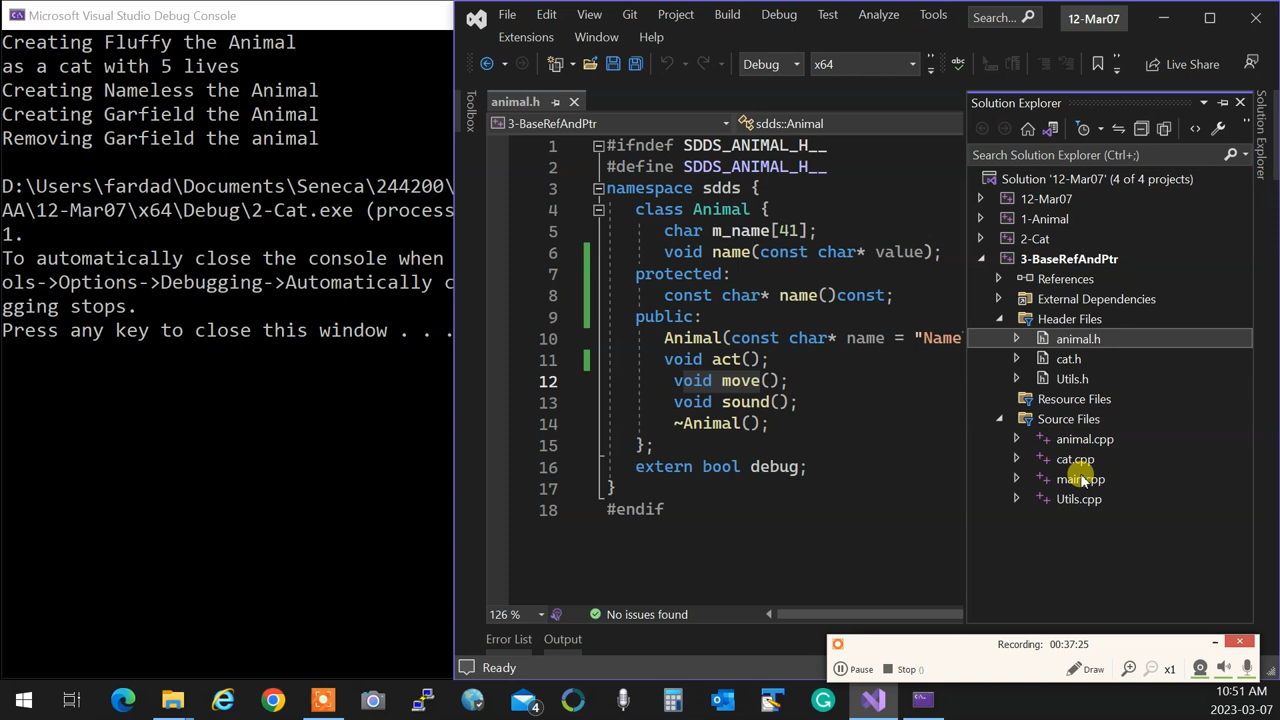 Microsoft Visual Studio Debug Console
Creating Fluffy the Animal
as a cat with 5 lives
Creating Nameless the Animal
Creating Garfield the Animal
Removing Garfield the animal
D:\Users\fardad\Documents\Seneca\244200\
AA\12-Mar07\x64\Debug\2-Cat.exe (process
1.
To automatically close the console when
ols->Options->Debugging->Automatically c
gging stops.
Press any key to close this window . . .
File Edit View Git Project Build Debug Test Analyze Tools Search... 12-Mar07
Extensions Window Help
Debug x64 Live Share
Toolbox
animal.h
3-BaseRefAndPtr sdds::Animal
1 #ifndef SDDS_ANIMAL_H__
2 #define SDDS_ANIMAL_H__
3 namespace sdds {
4 class Animal {
5 char m_name[41];
6 void name(const char* value);
7 protected:
8 const char* name()const;
9 public:
10 Animal(const char* name = "Name
11 void act();
12 void move();
13 void sound();
14 ~Animal();
15 };
16 extern bool debug;
17 }
18 #endif
126 % No issues found
Error List Output
Ready
Solution Explorer
Search Solution Explorer (Ctrl+;)
Solution '12-Mar07' (4 of 4 projects)
12-Mar07
1-Animal
2-Cat
3-BaseRefAndPtr
References
External Dependencies
Header Files
animal.h
cat.h
Utils.h
Resource Files
Source Files
animal.cpp
cat.cpp
main.cpp
Utils.cpp
Solution Explorer
Recording: 00:37:25
Pause Stop () Draw x1
4
10:51 AM
2023-03-07